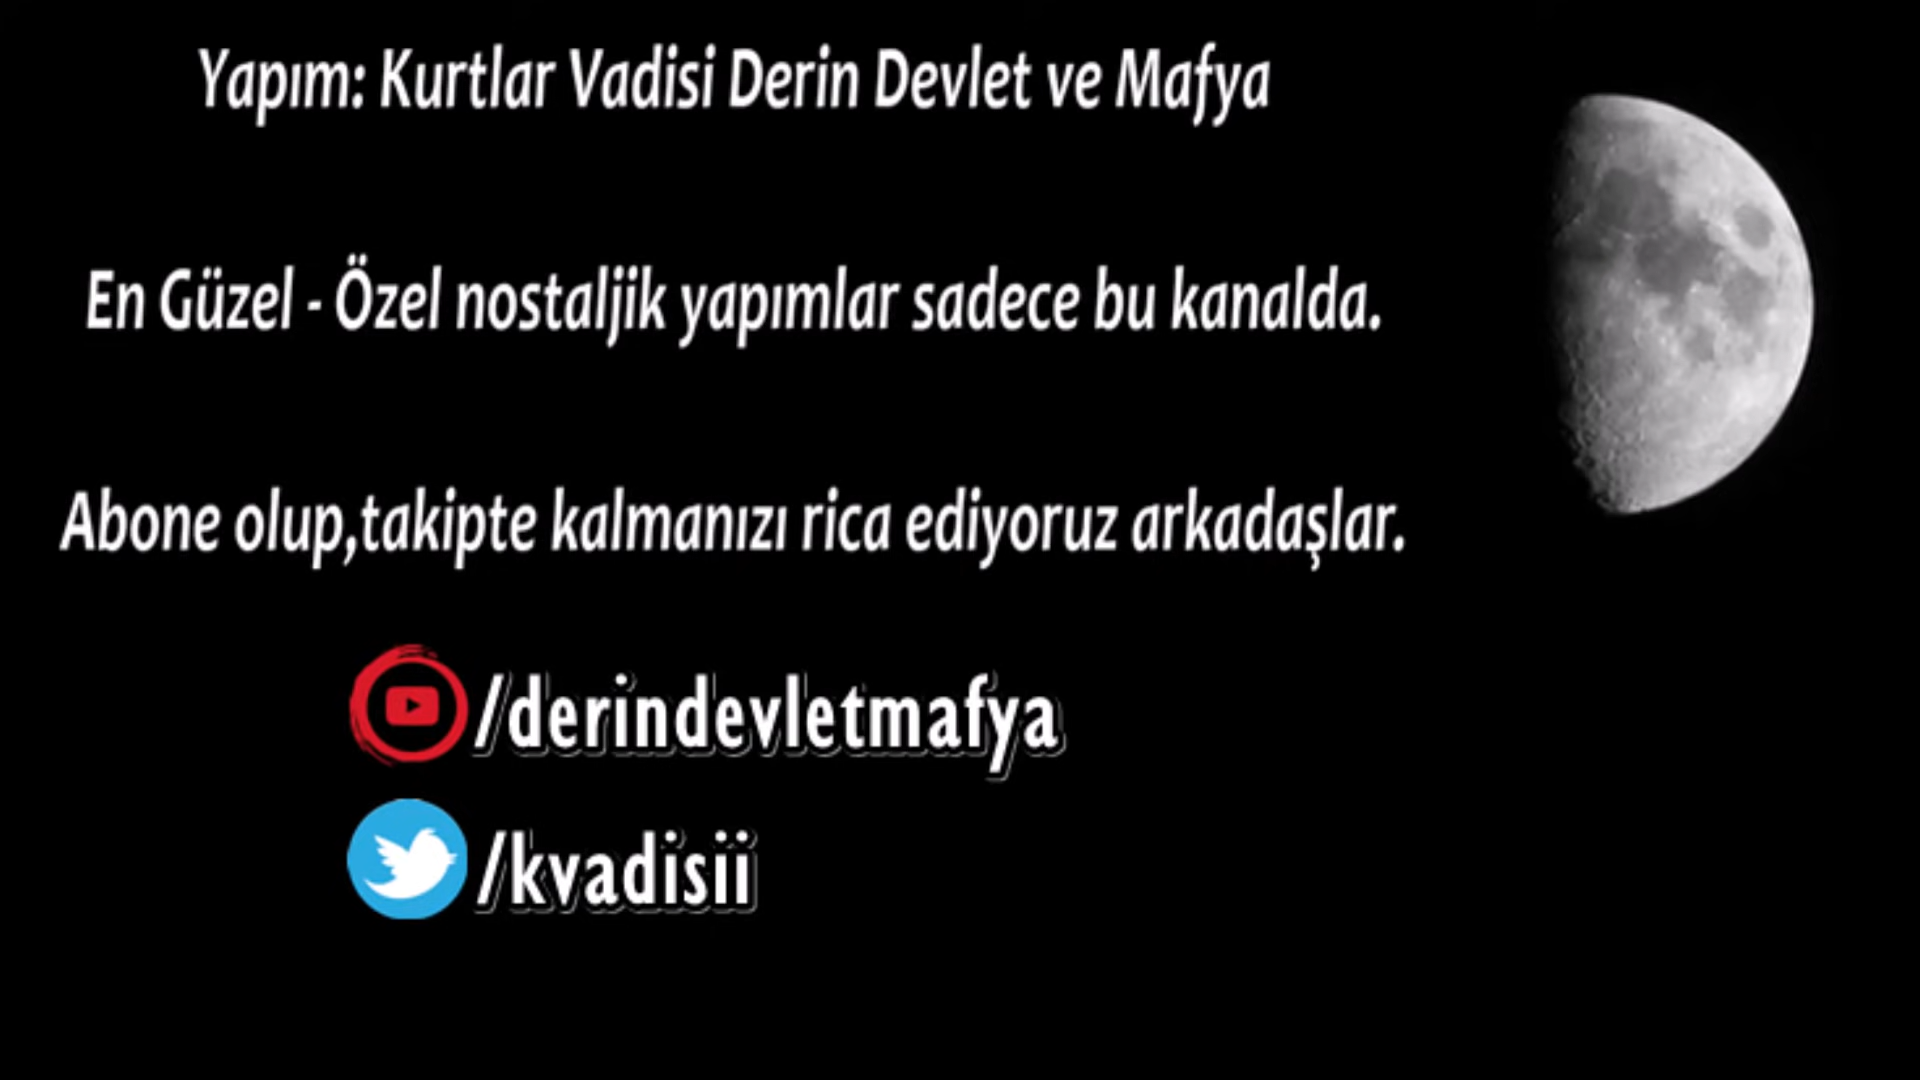 Yapım: Kurtlar Vadisi Derin Devlet ve Mafya
En Güzel - Özel nostaljik yapımlar sadece bu kanalda.
Abone olup,takipte kalmanızı rica ediyoruz arkadaşlar.
/derindevletmafya
/kvadisii